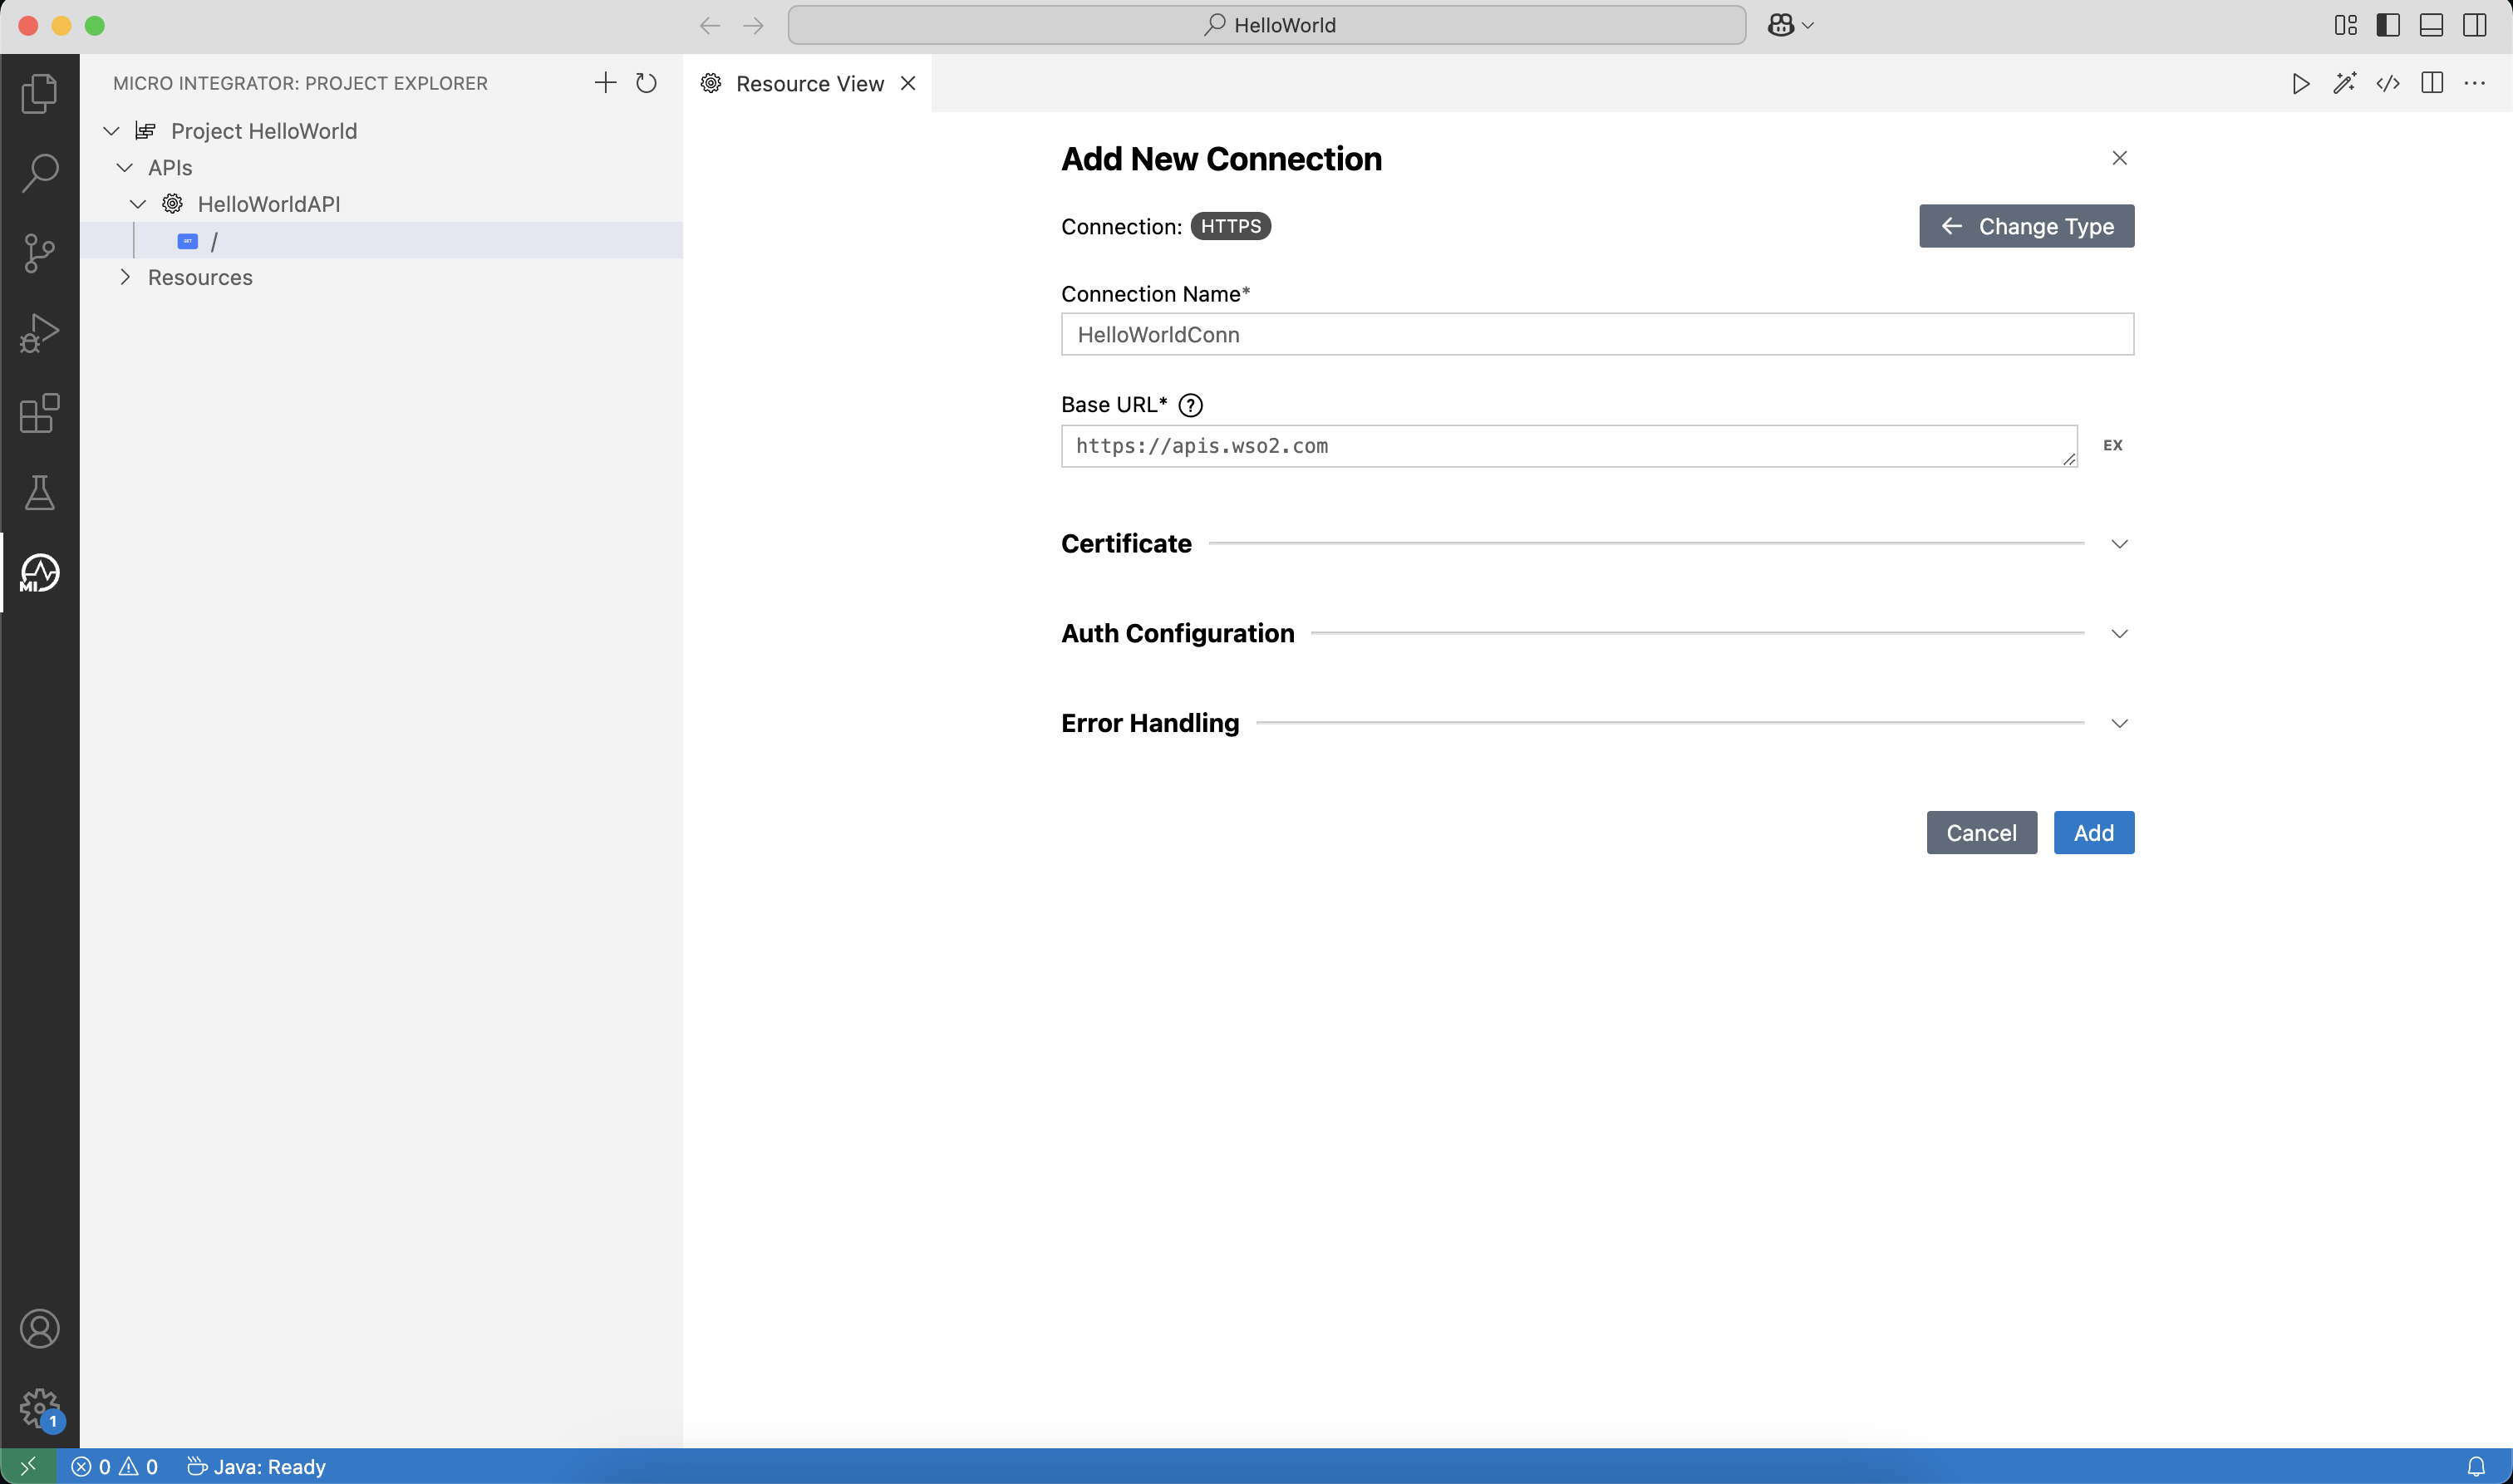 HelloWorld
MICRO INTEGRATOR: PROJECT EXPLORER
Project HelloWorld
APIs
HelloWorldAPI
GET /
Resources
MI
1
Resource View
Add New Connection
Connection: HTTPS
Change Type
Connection Name*
HelloWorldConn
Base URL* ?
https://apis.wso2.com
EX
Certificate
Auth Configuration
Error Handling
Cancel Add
0 0 Java: Ready